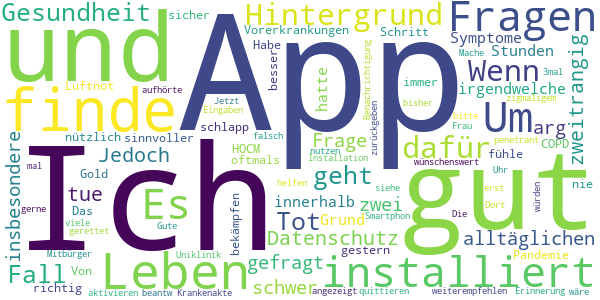 Gesundheit
sicher
App
Hintergrund
Fragen
und
Vorerkrankungen
Schritt
Symptome
Habe
besser
Luftnot
Stunden
hatte
Benachrichtigung
immer
irgendwelche
zweitrangig
finde
aufhörte
Eingaben
Jetzt
zurückgeben
bisher
Mache
3mal
zigmaligem
Wenn
Um
arg
insbesondere
nützlich
sinnvoller
schlapp
HOCM
falsch
Frage
dafür
bitte
Frau
penetrant
COPD
Jedoch
oftmals
nutzen
Installation
wünschenswert
fühle
nie
mal
Gold
tue
Ich
bekämpfen
geht
siehe
gut
erst
Uhr
helfen
innerhalb
Smartphon
Die
Dort
würden
gerne
Das
Es
Tot
Grund
zwei
viele
gerettet
Gute
Datenschutz
alltäglichen
Mitbürger
Uniklinik
gestern
Pandemie
Fall
Von
Leben
schwer
gefragt
installiert
richtig
aktivieren
beantw
Krankenakte
angezeigt
quittieren
weiterempfehlen
Erinnerung
wäre